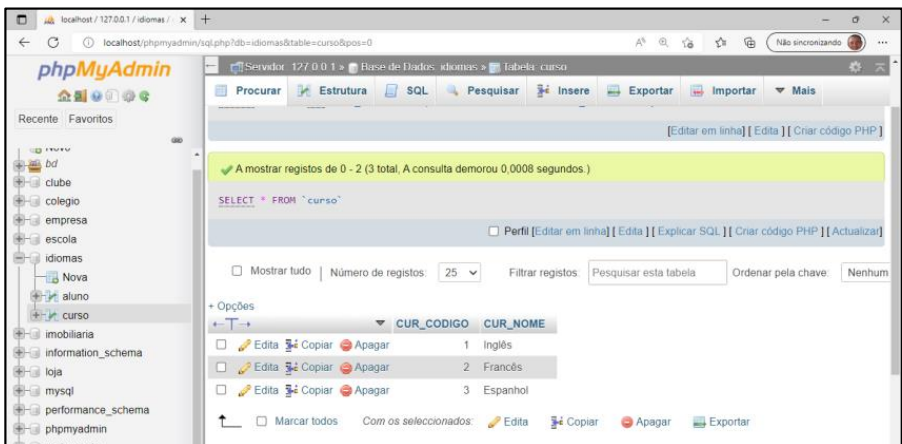 localhost / 127.0.0.1 / idiomas /
localhost/phpmyadmin/sql.php?db=idiomas&table=curso&pos=0
Não sincronizando
phpMyAdmin
Recente Favoritos
Novo
bd
clube
colegio
empresa
escola
idiomas
Nova
aluno
curso
imobiliaria
information_schema
loja
mysql
performance_schema
phpmyadmin
Servidor: 127.0.0.1 » Base de Dados: idiomas » Tabela: curso
Procurar Estrutura SQL Pesquisar Insere Exportar Importar Mais
[Editar em linha] [ Edita ] [ Criar código PHP ]
A mostrar registos de 0 - 2 (3 total, A consulta demorou 0,0008 segundos.)
SELECT * FROM `curso`
Perfil [Editar em linha] [ Edita ] [ Explicar SQL ] [ Criar código PHP ] [ Actualizar]
Mostrar tudo | Número de registos: 25 Filtrar registos: Pesquisar esta tabela Ordenar pela chave: Nenhum
+ Opções
CUR_CODIGO CUR_NOME
Edita Copiar Apagar 1 Inglês
Edita Copiar Apagar 2 Francês
Edita Copiar Apagar 3 Espanhol
Marcar todos Com os seleccionados: Edita Copiar Apagar Exportar